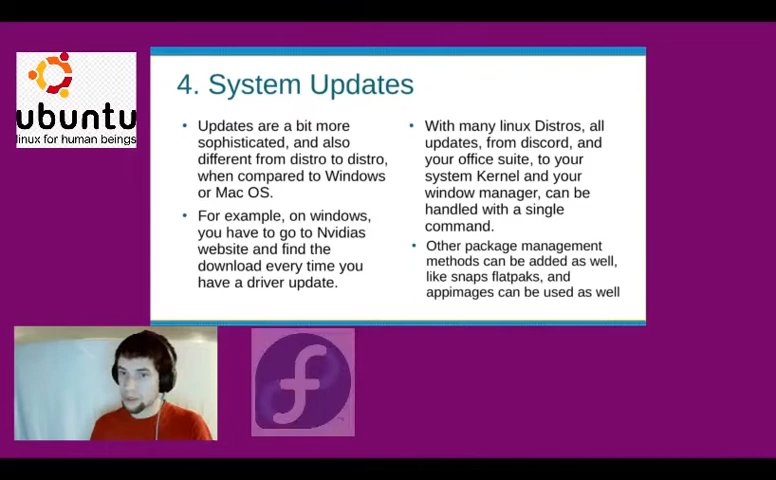 ubuntu
linux for human beings
4. System Updates
• Updates are a bit more
sophisticated, and also
different from distro to distro,
when compared to Windows
or Mac OS.
• For example, on windows,
you have to go to Nvidias
website and find the
download every time you
have a driver update.
• With many linux Distros, all
updates, from discord, and
your office suite, to your
system Kernel and your
window manager, can be
handled with a single
command.
• Other package management
methods can be added as well,
like snaps flatpaks, and
appimages can be used as well